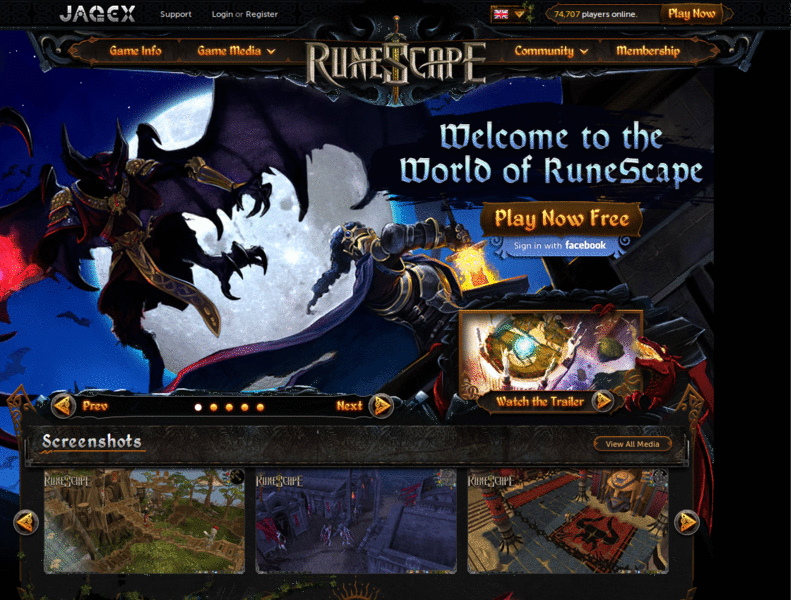 JAGEX
Support
Login or Register
74,707 players online.
Play Now
Game Info
Game Media
RUNESCAPE
Community
Membership
Welcome to the
World of RuneScape
Play Now Free
Sign in with facebook
Watch the Trailer
Prev
Next
Screenshots
View All Media
RUNESCAPE
RUNESCAPE
RUNESCAPE